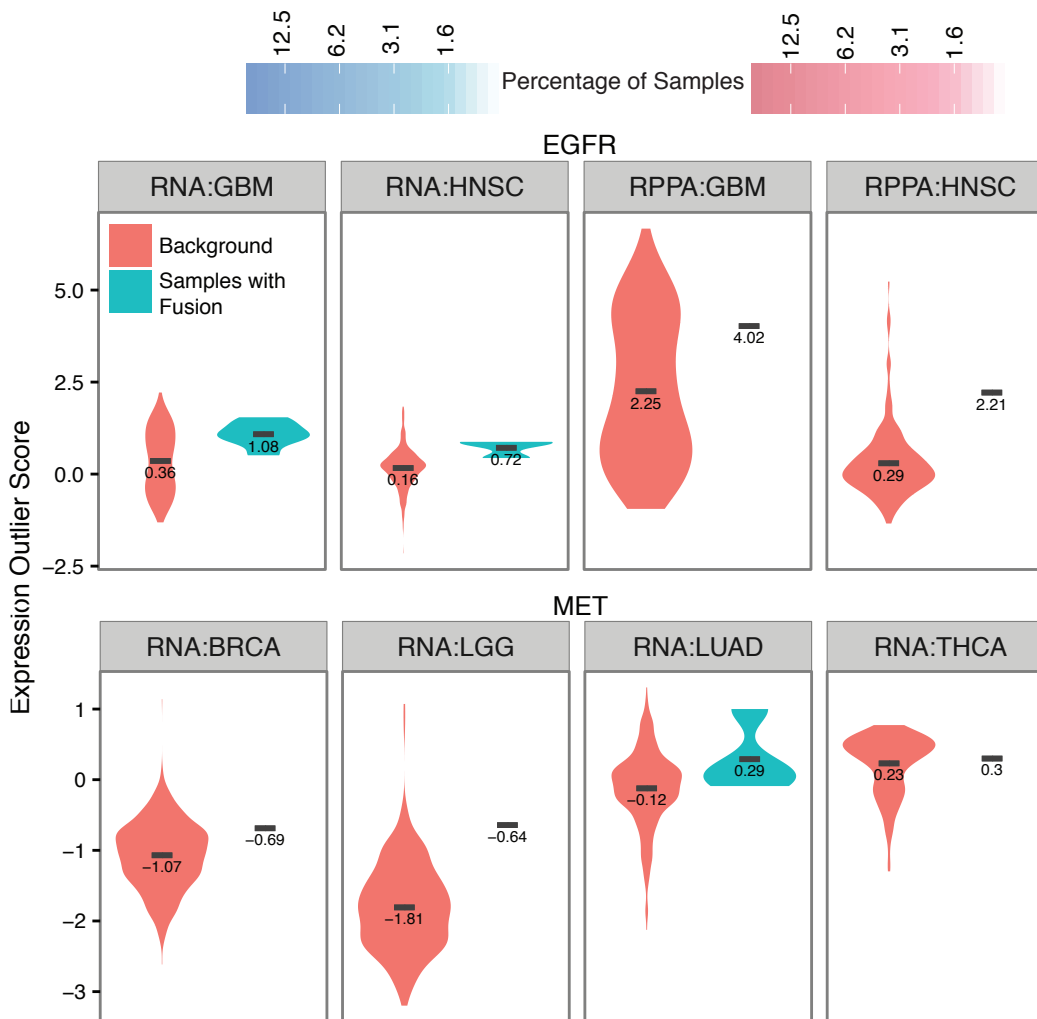 12.5 6.2 3.1 1.6 12.5 6.2 3.1 1.6
Percentage of Samples
EGFR
RNA:GBM RNA:HNSC RPPA:GBM RPPA:HNSC
Background
Samples with
Fusion
5.0
2.5
0.0
−2.5
0.36 1.08 0.16 0.72 2.25 4.02 0.29 2.21
Expression Outlier Score
MET
RNA:BRCA RNA:LGG RNA:LUAD RNA:THCA
1
0
−1
−2
−3
−1.07 −0.69 −1.81 −0.64 −0.12 0.29 0.23 0.3